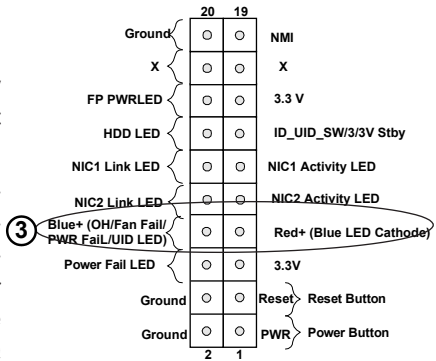 20 19
Ground NMI
X X
FP PWRLED 3.3 V
HDD LED ID_UID_SW/3/3V Stby
NIC1 Link LED NIC1 Activity LED
NIC2 Link LED NIC2 Activity LED
3 Blue+ (OH/Fan Fail/ Red+ (Blue LED Cathode)
PWR FaiL/UID LED)
Power Fail LED 3.3V
Ground Reset Reset Button
Ground PWR Power Button
2 1